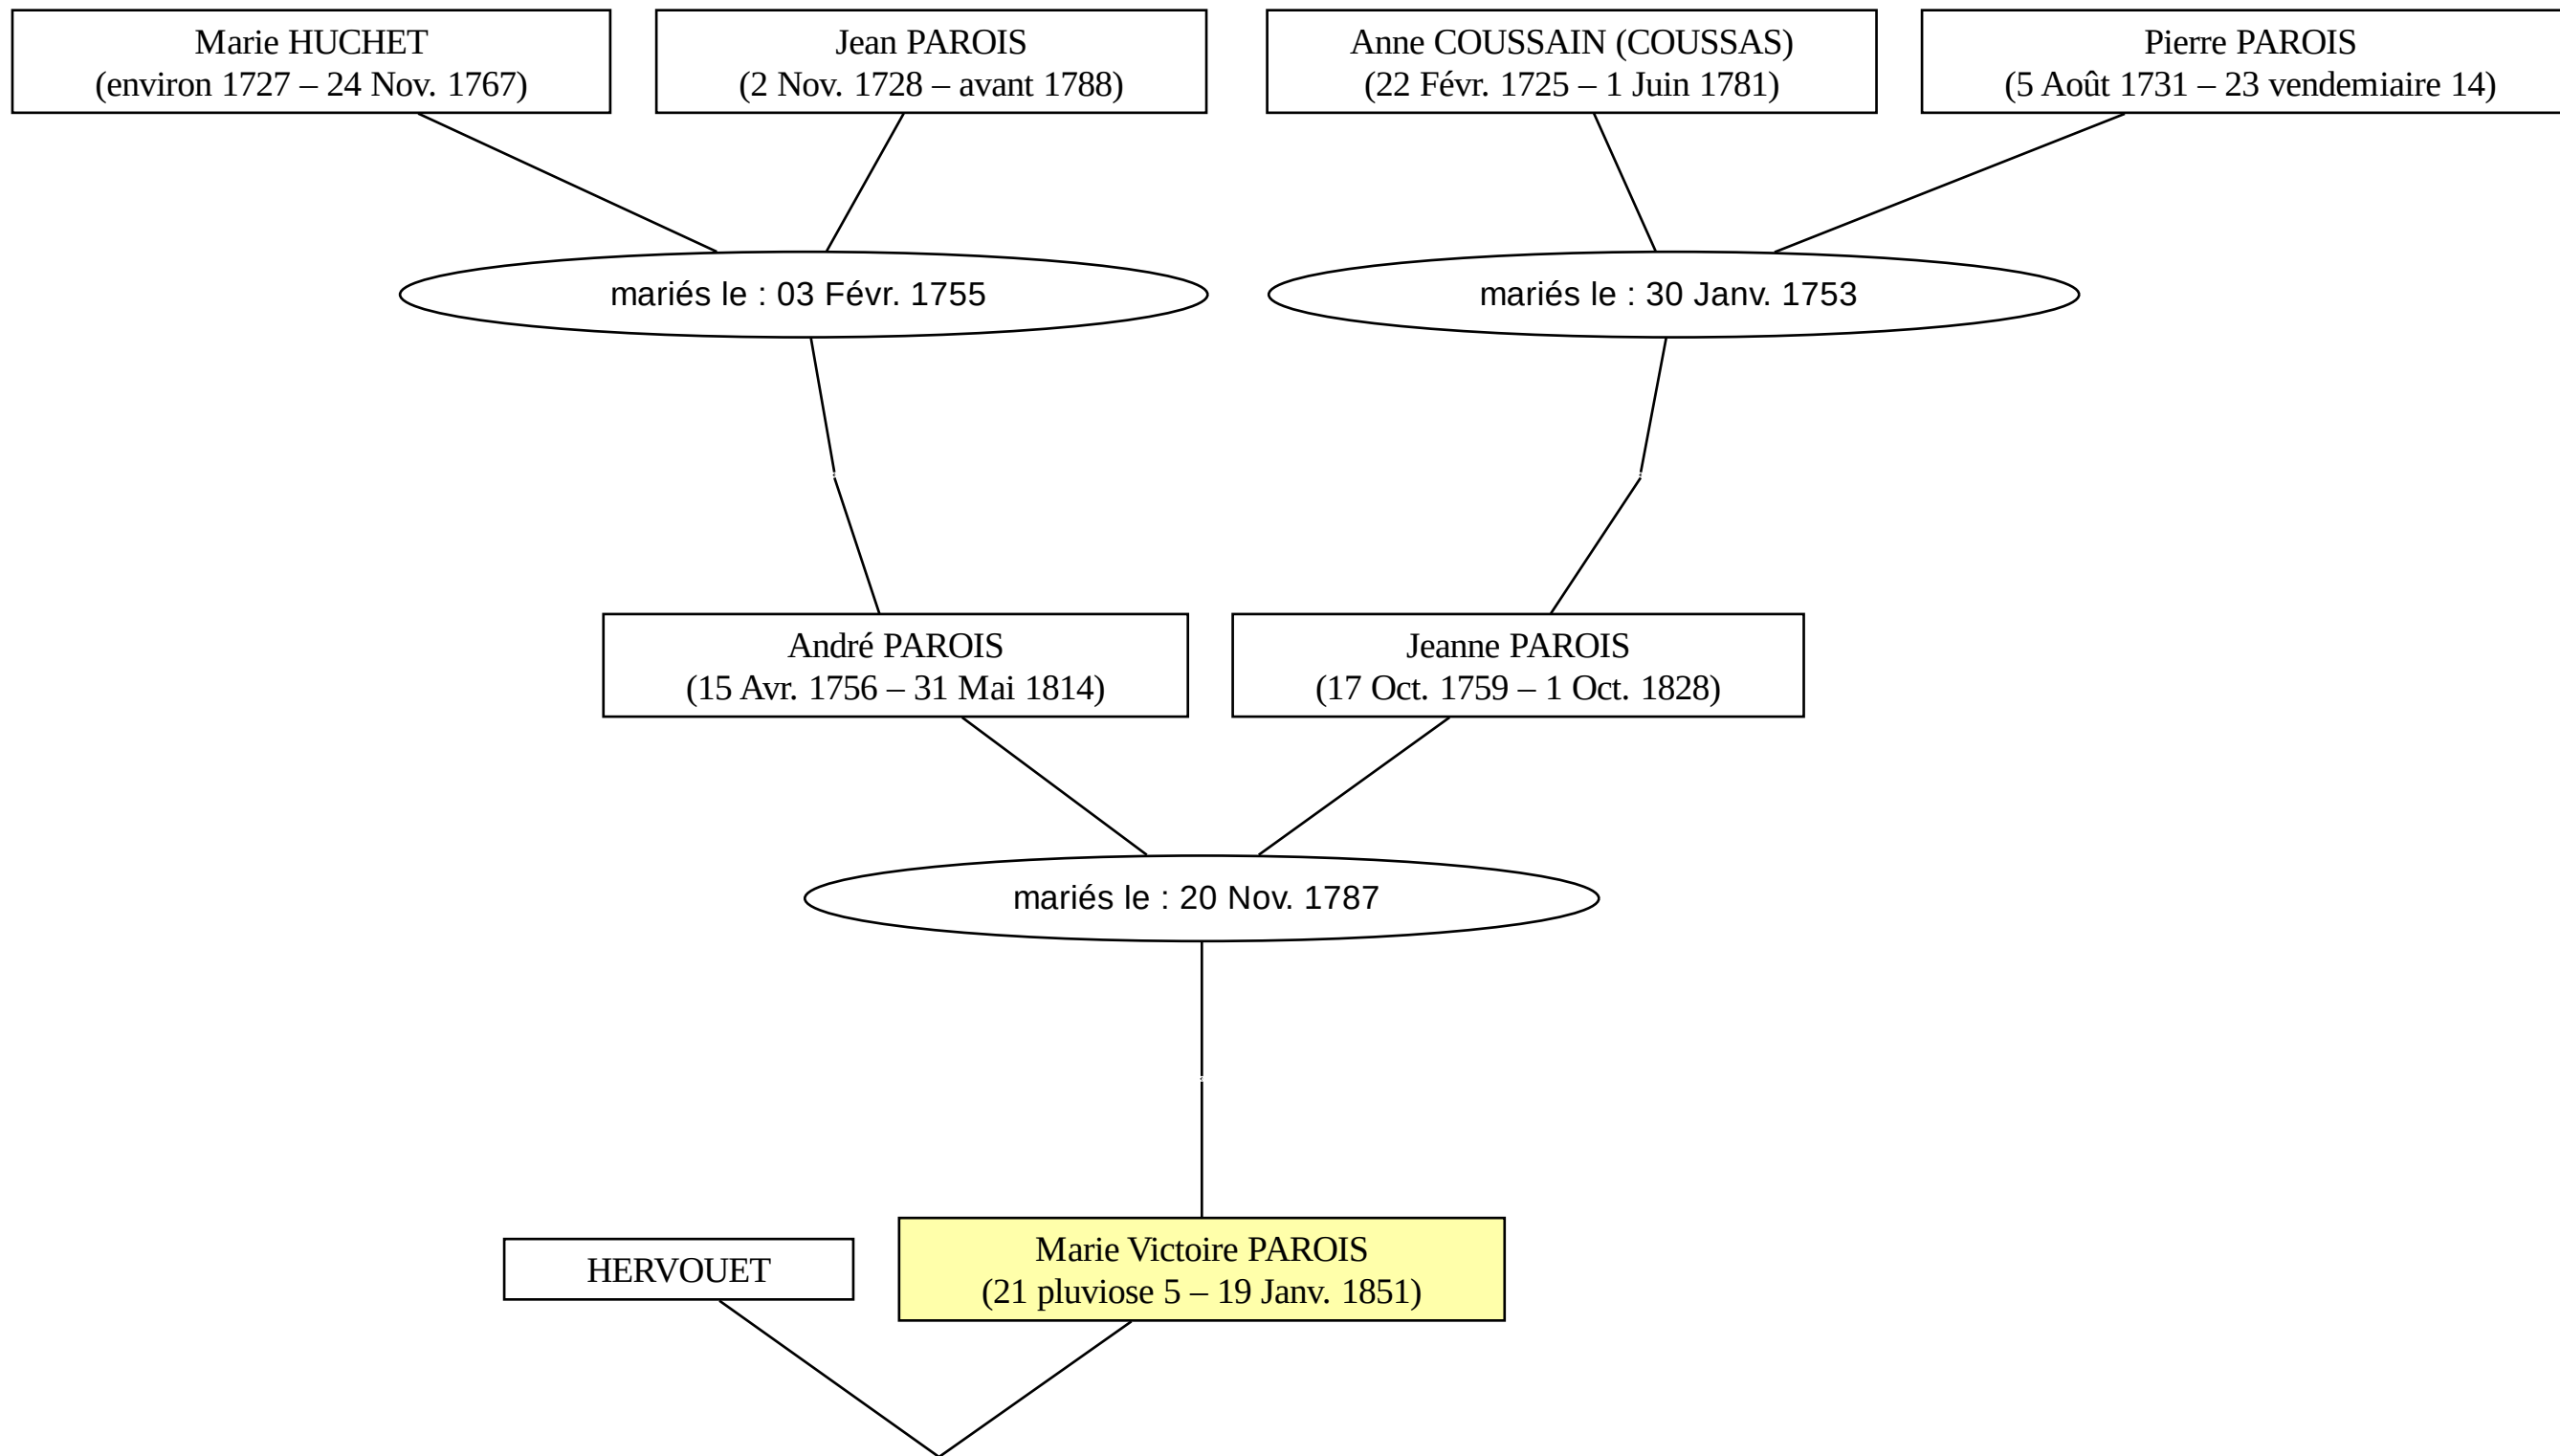 Marie HUCHET
(environ 1727 – 24 Nov. 1767)
Jean PAROIS
(2 Nov. 1728 – avant 1788)
Anne COUSSAIN (COUSSAS)
(22 Févr. 1725 – 1 Juin 1781)
Pierre PAROIS
(5 Août 1731 – 23 vendemiaire 14)
mariés le : 03 Févr. 1755
mariés le : 30 Janv. 1753
André PAROIS
(15 Avr. 1756 – 31 Mai 1814)
Jeanne PAROIS
(17 Oct. 1759 – 1 Oct. 1828)
mariés le : 20 Nov. 1787
HERVOUET
Marie Victoire PAROIS
(21 pluviose 5 – 19 Janv. 1851)